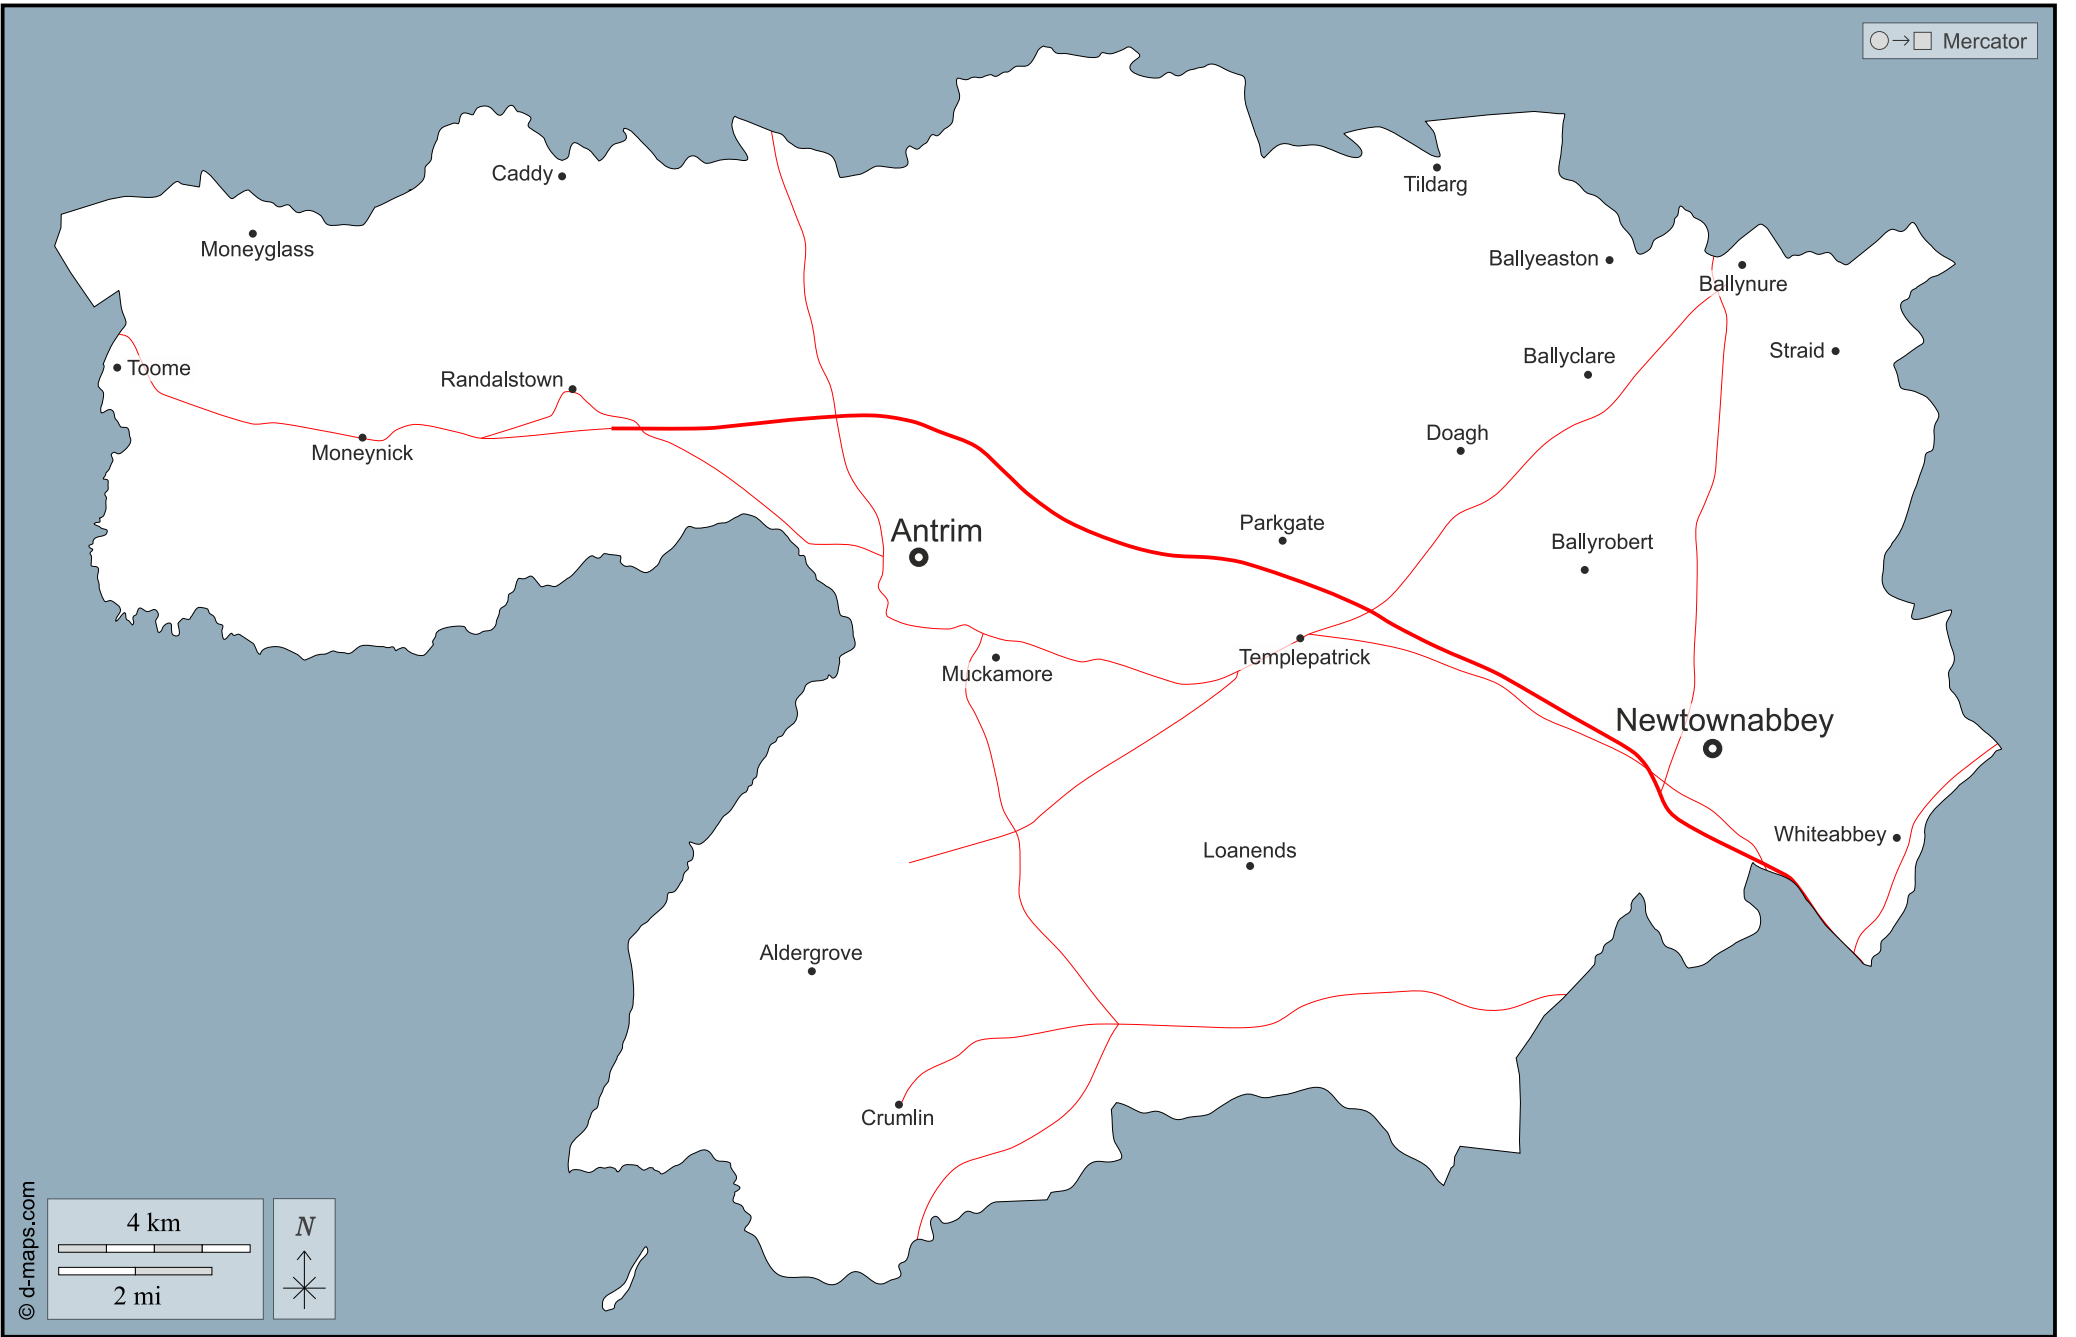 Mercator
Caddy
Tildarg
Moneyglass
Ballyeaston
Ballynure
Straid
Ballyclare
Toome
Randalstown
Doagh
Moneynick
Parkgate
Antrim
Ballyrobert
Templepatrick
Muckamore
Newtownabbey
Whiteabbey
Loanends
Aldergrove
Crumlin
4 km
2 mi
N
© d-maps.com